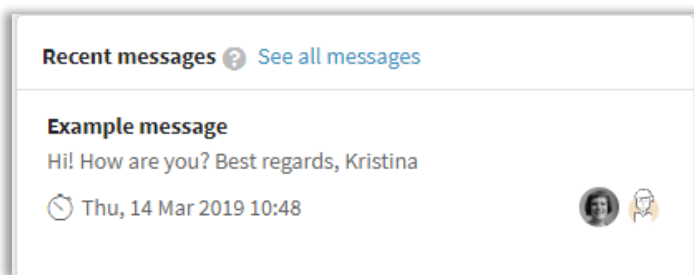 Recent messages ? See all messages
Example message
Hi! How are you? Best regards, Kristina
Thu, 14 Mar 2019 10:48